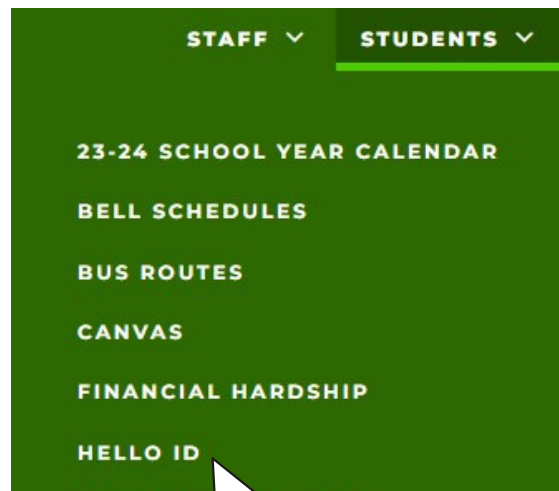 STAFF STUDENTS
23-24 SCHOOL YEAR CALENDAR
BELL SCHEDULES
BUS ROUTES
CANVAS
FINANCIAL HARDSHIP
HELLO ID